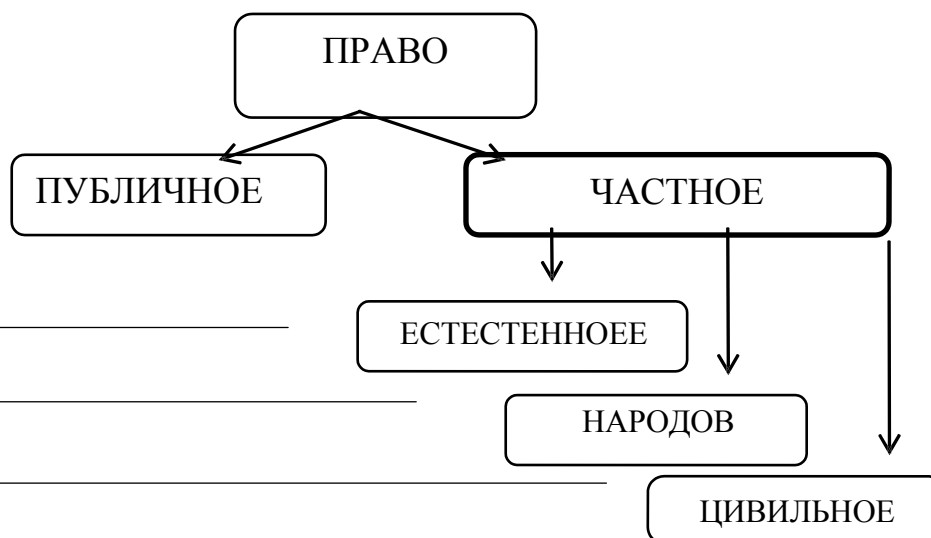 ПРАВО
ПУБЛИЧНОЕ
ЧАСТНОЕ
ЕСТЕСТЕННОЕЕ
НАРОДОВ
ЦИВИЛЬНОЕ